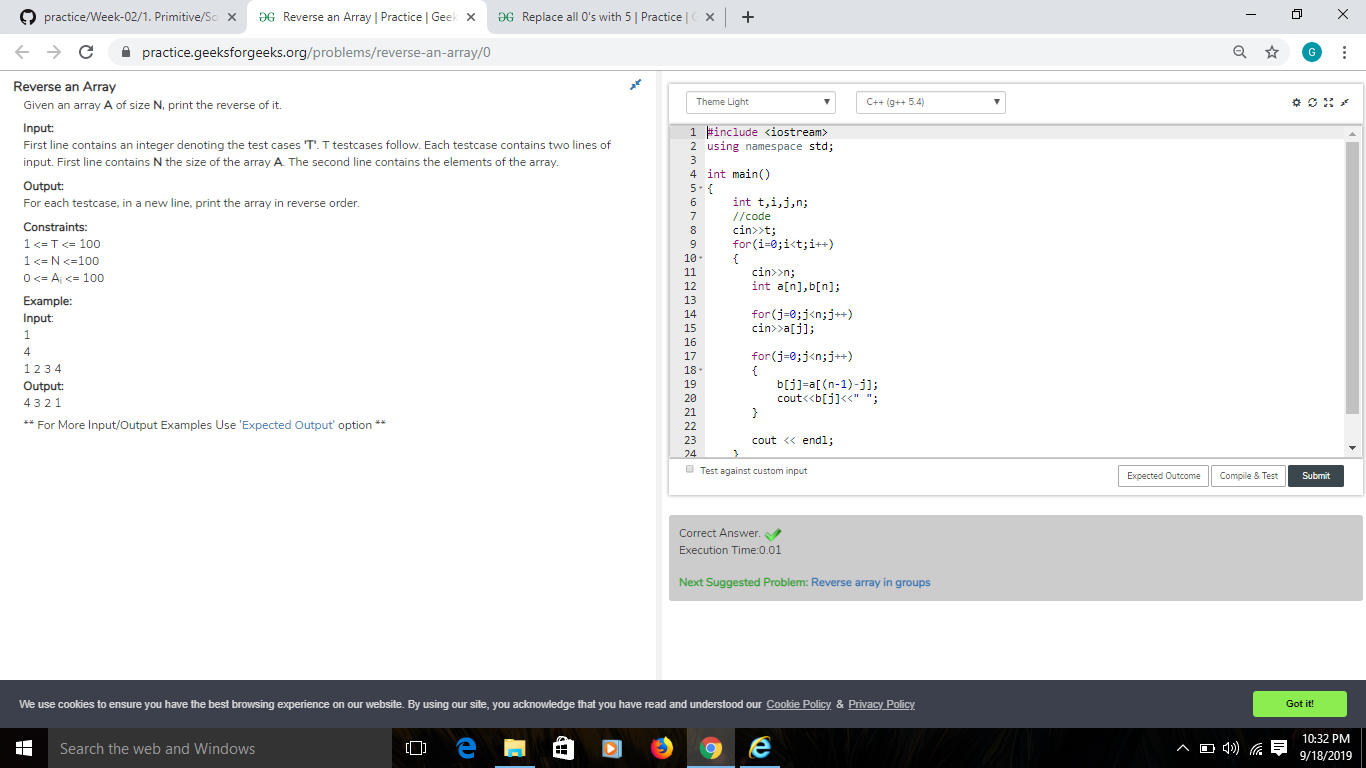 practice/Week-02/1. Primitive/Sc
Reverse an Array | Practice | Geek
Replace all 0's with 5 | Practice |
practice.geeksforgeeks.org/problems/reverse-an-array/0
G
Reverse an Array
Given an array A of size N, print the reverse of it.
Input:
First line contains an integer denoting the test cases 'T'. T testcases follow. Each testcase contains two lines of
input. First line contains N the size of the array A. The second line contains the elements of the array.
Output:
For each testcase, in a new line, print the array in reverse order.
Constraints:
1 <= T <= 100
1 <= N <=100
0 <= Ai <= 100
Example:
Input:
1
4
1 2 3 4
Output:
4 3 2 1
** For More Input/Output Examples Use 'Expected Output' option **
Theme Light
C++ (g++ 5.4)
1 #include <iostream>
2 using namespace std;
3
4 int main()
5 {
6 int t,i,j,n;
7 //code
8 cin>>t;
9 for(i=0;i<t;i++)
10 {
11 cin>>n;
12 int a[n],b[n];
13
14 for(j=0;j<n;j++)
15 cin>>a[j];
16
17 for(j=0;j<n;j++)
18 {
19 b[j]=a[(n-1)-j];
20 cout<<b[j]<<" ";
21 }
22
23 cout << endl;
24 }
Test against custom input
Expected Outcome
Compile & Test
Submit
Correct Answer.
Execution Time:0.01
Next Suggested Problem: Reverse array in groups
We use cookies to ensure you have the best browsing experience on our website. By using our site, you acknowledge that you have read and understood our Cookie Policy & Privacy Policy
Got it!
Search the web and Windows
10:32 PM
9/18/2019